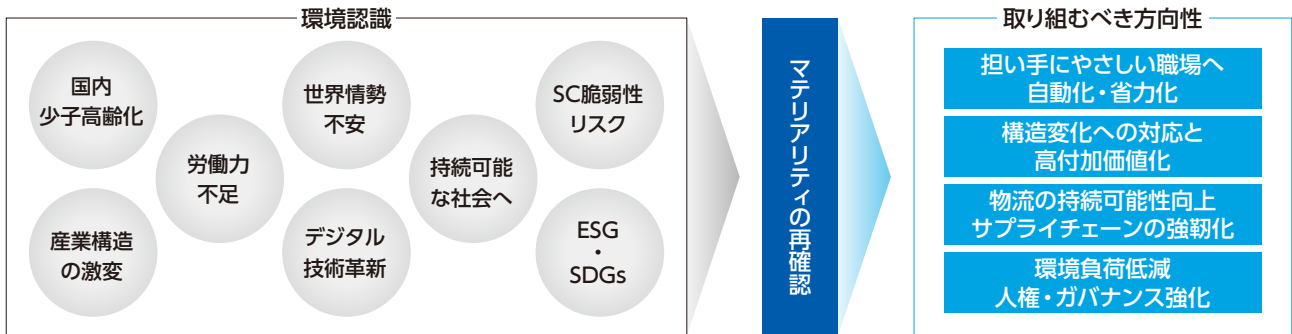 環境認識
国内
少子高齢化
労働力
不足
産業構造
の激変
世界情勢
不安
デジタル
技術革新
持続可能
な社会へ
SC脆弱性
リスク
ESG
・
SDGs
マテリアリティの再確認
取り組むべき方向性
担い手にやさしい職場へ
自動化・省力化
構造変化への対応と
高付加価値化
物流の持続可能性向上
サプライチェーンの強靭化
環境負荷低減
人権・ガバナンス強化